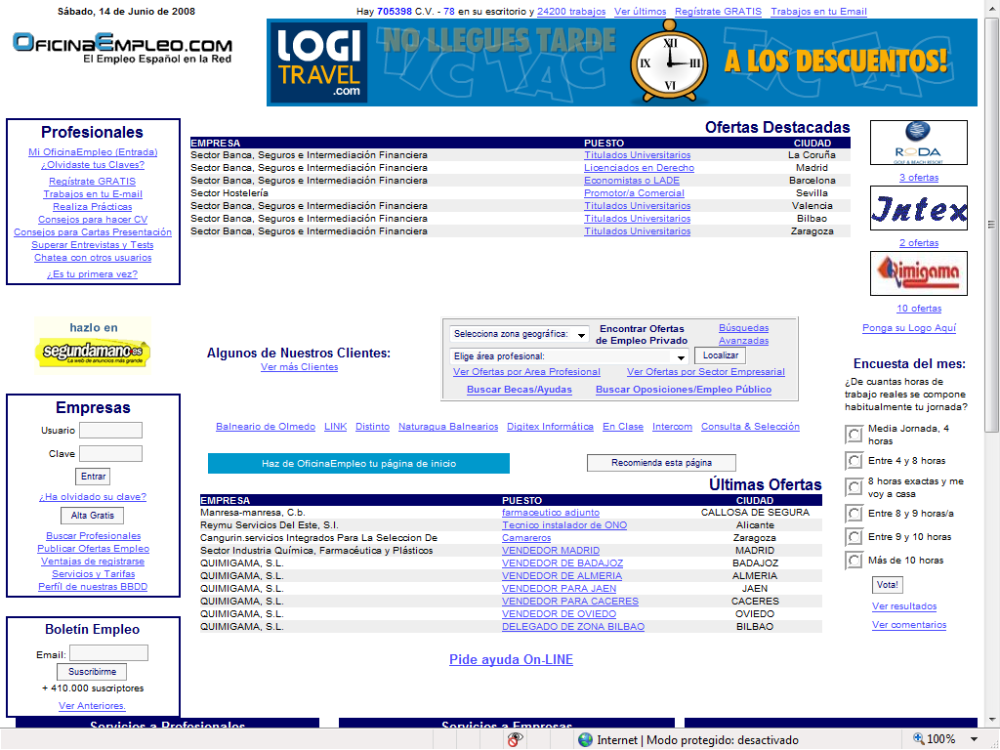 Sábado, 14 de Junio de 2008
Hay 705398 C.V. - 78 en su escritorio y 24200 trabajos Ver últimos Regístrate GRATIS Trabajos en tu Email
OFICINAEMPLEO.COM
El Empleo Español en la Red
LOGI
TRAVEL
.com
NO LLEGUES TARDE
A LOS DESCUENTOS!
Profesionales
Mi OficinaEmpleo (Entrada)
¿Olvidaste tus Claves?
Regístrate GRATIS
Trabajos en tu E-mail
Realiza Prácticas
Consejos para hacer CV
Consejos para Cartas Presentación
Superar Entrevistas y Tests
Chatea con otros usuarios
¿Es tu primera vez?
Ofertas Destacadas
EMPRESA PUESTO CIUDAD
Sector Banca, Seguros e Intermediación Financiera Titulados Universitarios La Coruña
Sector Banca, Seguros e Intermediación Financiera Licenciados en Derecho Madrid
Sector Banca, Seguros e Intermediación Financiera Economistas o LADE Barcelona
Sector Hostelería Promotor/a Comercial Sevilla
Sector Banca, Seguros e Intermediación Financiera Titulados Universitarios Valencia
Sector Banca, Seguros e Intermediación Financiera Titulados Universitarios Bilbao
Sector Banca, Seguros e Intermediación Financiera Titulados Universitarios Zaragoza
RODA
GOLF & BEACH RESORT
3 ofertas
Intex
2 ofertas
Quimigama
10 ofertas
Ponga su Logo Aquí
hazlo en
segundamano.es
La web de anuncios más grande
Algunos de Nuestros Clientes:
Ver más Clientes
Selecciona zona geográfica:
Encontrar Ofertas
de Empleo Privado
Búsquedas
Avanzadas
Elige área profesional:
Localizar
Ver Ofertas por Area Profesional Ver Ofertas por Sector Empresarial
Buscar Becas/Ayudas Buscar Oposiciones/Empleo Público
Balneario de Olmedo LINK Distinto Naturagua Balnearios Digitex Informática En Clase Intercom Consulta & Selección
Haz de OficinaEmpleo tu página de inicio
Recomienda esta página
Empresas
Usuario
Clave
Entrar
¿Ha olvidado su clave?
Alta Gratis
Buscar Profesionales
Publicar Ofertas Empleo
Ventajas de registrarse
Servicios y Tarifas
Perfíl de nuestras BBDD
Últimas Ofertas
EMPRESA PUESTO CIUDAD
Manresa-manresa, C.b. farmaceutico adjunto CALLOSA DE SEGURA
Reymu Servicios Del Este, S.l. Tecnico instalador de ONO Alicante
Cangurin.servicios Integrados Para La Seleccion De Camareros Zaragoza
Sector Industria Química, Farmacéutica y Plásticos VENDEDOR MADRID MADRID
QUIMIGAMA, S.L. VENDEDOR DE BADAJOZ BADAJOZ
QUIMIGAMA, S.L. VENDEDOR DE ALMERIA ALMERIA
QUIMIGAMA, S.L. VENDEDOR PARA JAEN JAEN
QUIMIGAMA, S.L. VENDEDOR PARA CACERES CACERES
QUIMIGAMA, S.L. VENDEDOR DE OVIEDO OVIEDO
QUIMIGAMA, S.L. DELEGADO DE ZONA BILBAO BILBAO
Encuesta del mes:
¿De cuantas horas de
trabajo reales se compone
habitualmente tu jornada?
Media Jornada, 4
horas
Entre 4 y 8 horas
8 horas exactas y me
voy a casa
Entre 8 y 9 horas/a
Entre 9 y 10 horas
Más de 10 horas
Vota!
Ver resultados
Ver comentarios
Boletín Empleo
Email:
Suscribirme
+ 410.000 suscriptores
Ver Anteriores.
Pide ayuda On-LINE
Servicios a Profesionales Servicios a Empresas
Internet | Modo protegido: desactivado
100%